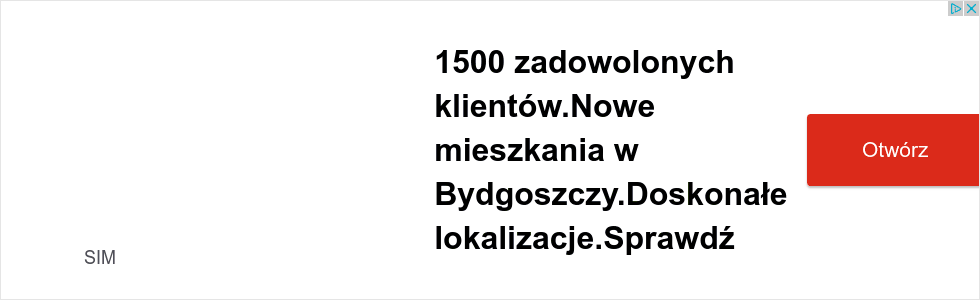 1500 zadowolonych
klientów.Nowe
mieszkania w
Bydgoszczy.Doskonałe
lokalizacje.Sprawdź
Otwórz
SIM